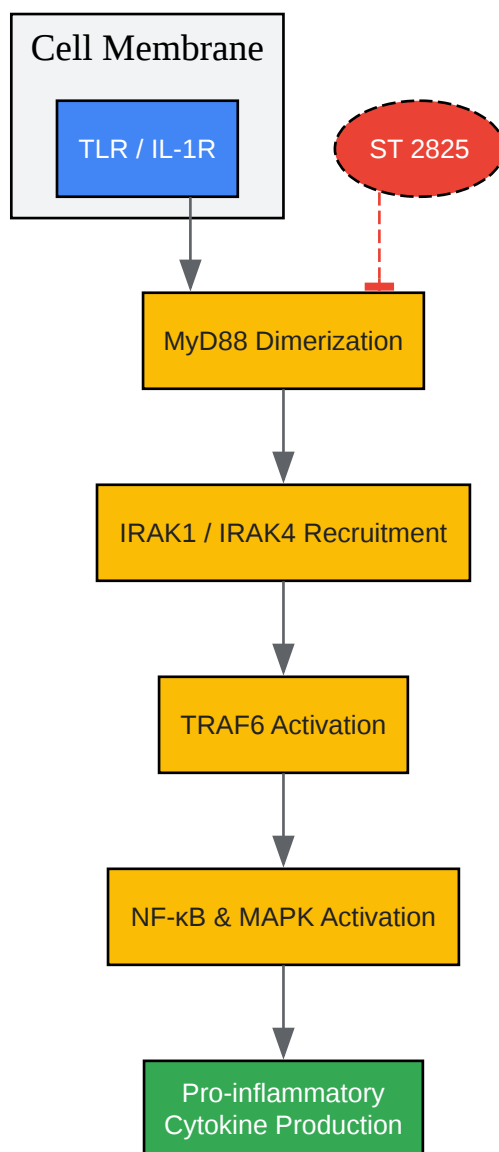 Cell Membrane
TLR / IL-1R
ST 2825
MyD88 Dimerization
IRAK1 / IRAK4 Recruitment
TRAF6 Activation
NF-κB & MAPK Activation
Pro-inflammatory
Cytokine Production